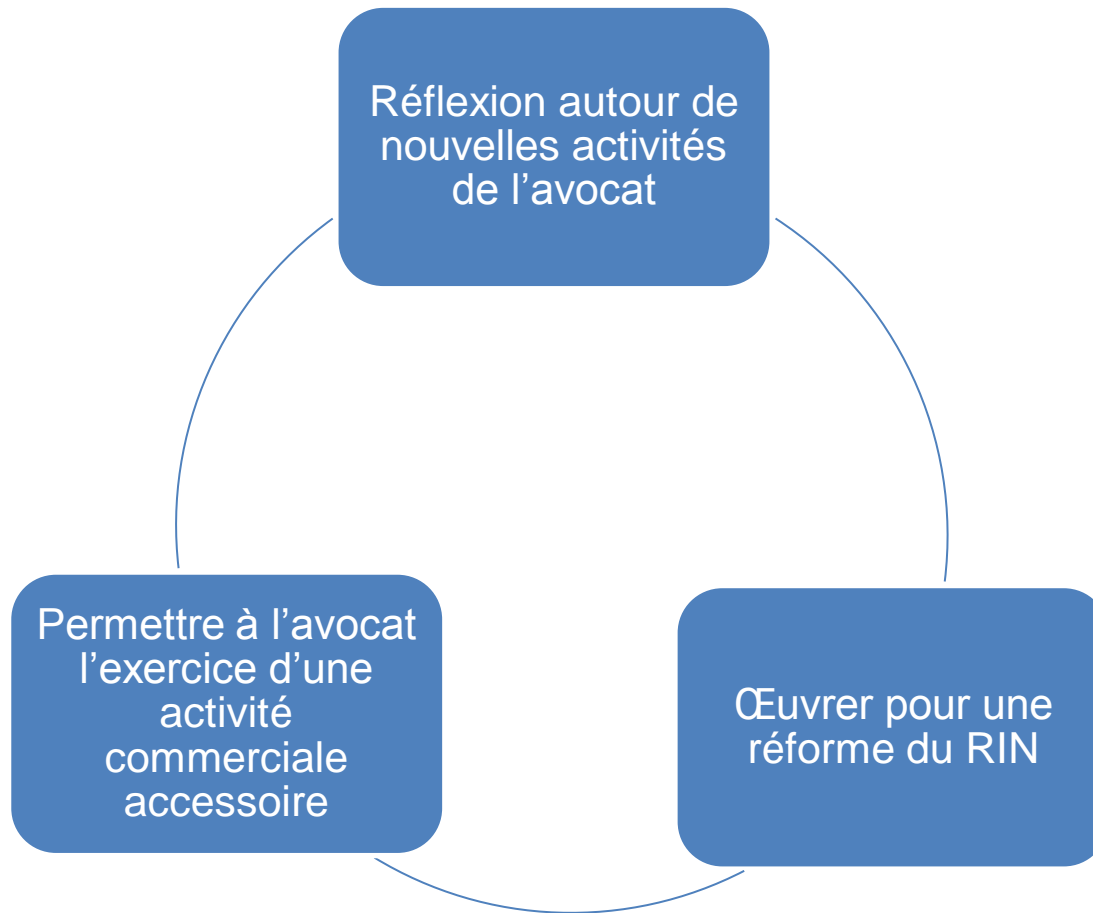 Réflexion autour de
nouvelles activités
de l’avocat
Permettre à l’avocat
l’exercice d’une
activité
commerciale
accessoire
Œuvrer pour une
réforme du RIN